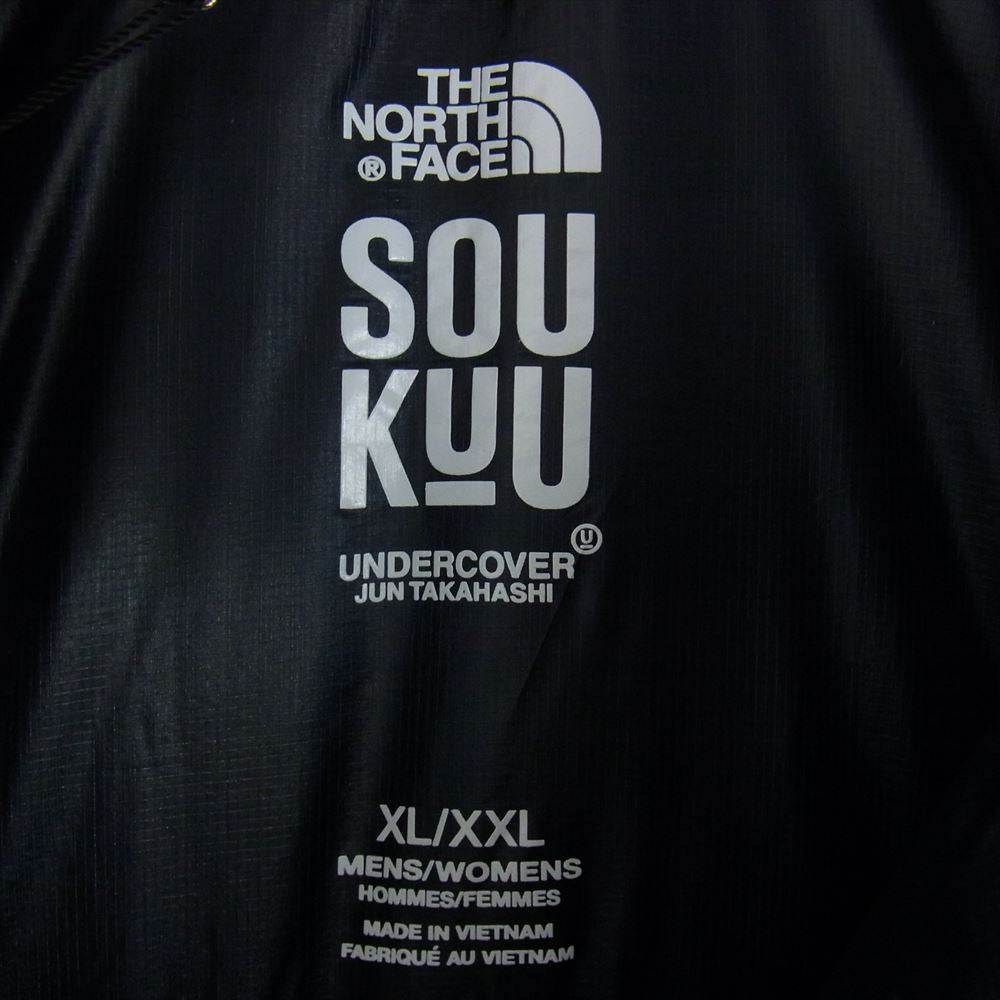 THE
NORTH
® FACE
SOU
KUU
UNDERCOVER
JUN TAKAHASHI
XL/XXL
MENS/WOMENS
HOMMES/FEMMES
MADE IN VIETNAM
FABRIQUÉ AU VIETNAM